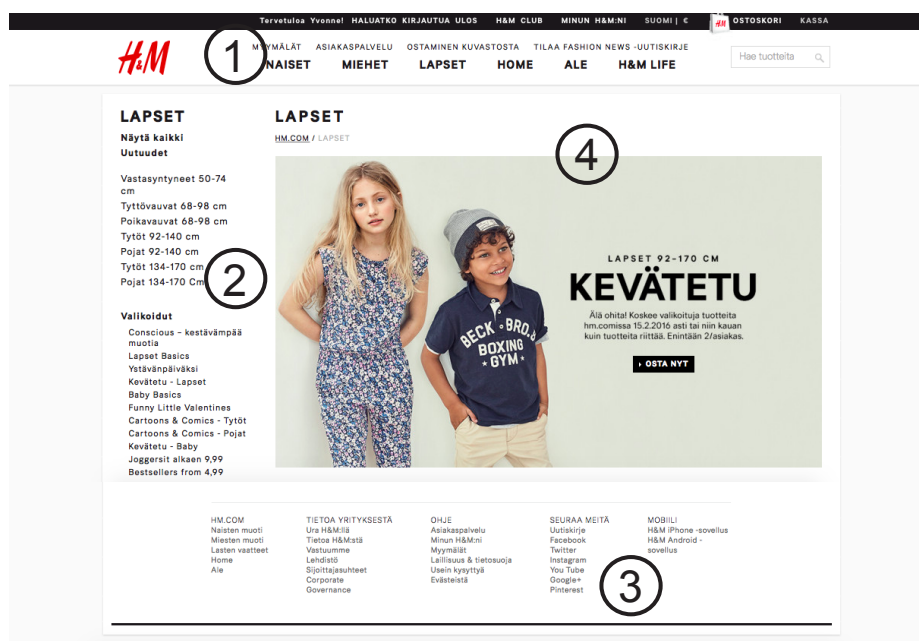 Tervetuloa Yvonne! HALUATKO KIRJAUTUA ULOS H&M CLUB MINUN H&M:NI SUOMI | € H&M OSTOSKORI KASSA
H&M
1
MYYMÄLÄT ASIAKASPALVELU OSTAMINEN KUVASTOSTA TILAA FASHION NEWS -UUTISKIRJE
NAISET MIEHET LAPSET HOME ALE H&M LIFE
Hae tuotteita
LAPSET
Näytä kaikki
Uutuudet
Vastasyntyneet 50-74
cm
Tyttövauvat 68-98 cm
Poikavauvat 68-98 cm
Tytöt 92-140 cm
Pojat 92-140 cm
Tytöt 134-170 cm
Pojat 134-170 Cm
2
Valikoidut
Conscious – kestävämpää
muotia
Lapset Basics
Ystävänpäiväksi
Kevätetu - Lapset
Baby Basics
Funny Little Valentines
Cartoons & Comics - Tytöt
Cartoons & Comics - Pojat
Kevätetu - Baby
Joggersit alkaen 9,99
Bestsellers from 4,99
LAPSET
HM.COM / LAPSET
4
BECK · BRO.
BOXING
GYM
LAPSET 92-170 CM
KEVÄTETU
Älä ohita! Koskee valikoituja tuotteita
hm.comissa 15.2.2016 asti tai niin kauan
kuin tuotteita riittää. Enintään 2/asiakas.
OSTA NYT
HM.COM
Naisten muoti
Miesten muoti
Lasten vaatteet
Home
Ale
TIETOA YRITYKSESTÄ
Ura H&M:llä
Tietoa H&M:stä
Vastuumme
Lehdistö
Sijoittajasuhteet
Corporate
Governance
OHJE
Asiakaspalvelu
Minun H&M:ni
Myymälät
Laillisuus & tietosuoja
Usein kysyttyä
Evästeistä
SEURAA MEITÄ
Uutiskirje
Facebook
Twitter
Instagram
You Tube
Google+
Pinterest
3
MOBIILI
H&M iPhone -sovellus
H&M Android -
sovellus